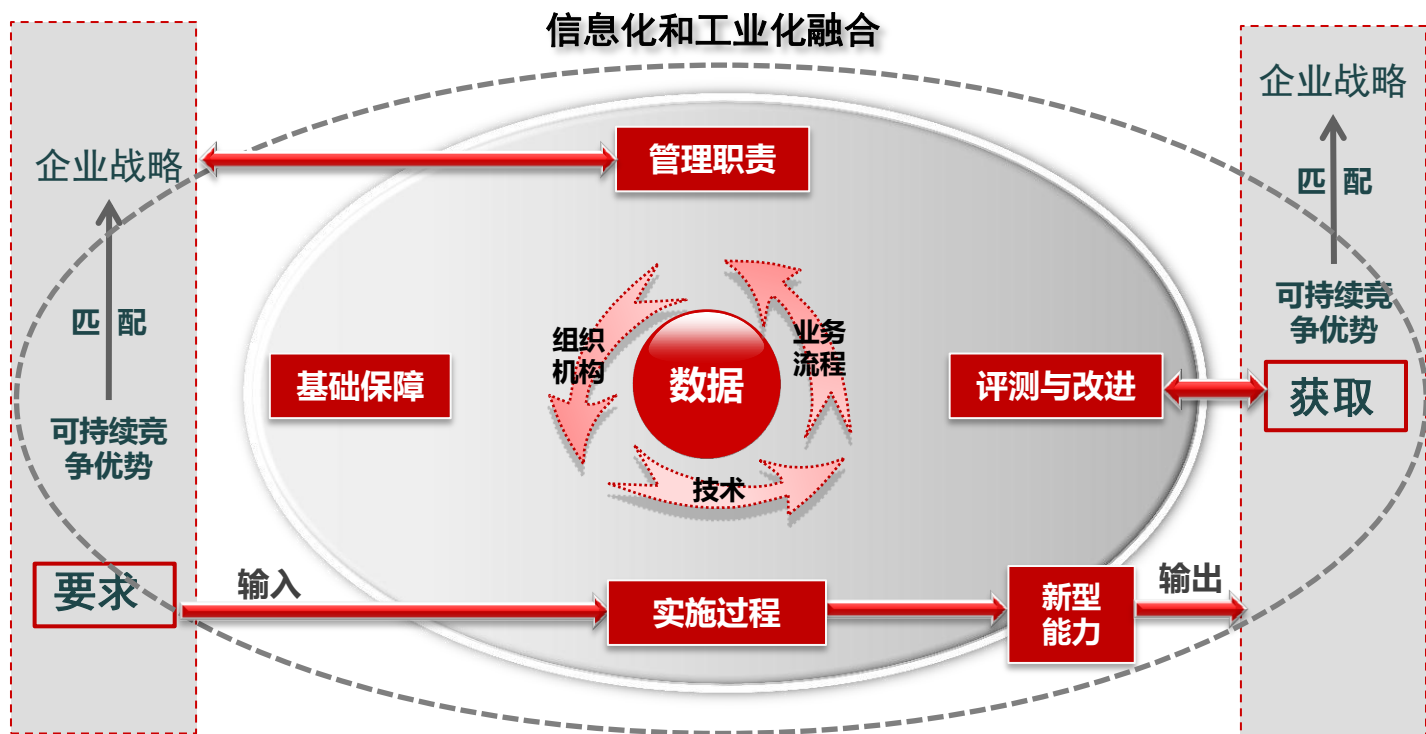 信息化和工业化融合
企业战略
匹 配
可持续竞
争优势
要求
输入
管理职责
基础保障
组织
机构
数据
业务
流程
技术
评测与改进
实施过程
新型
能力
输出
企业战略
匹 配
可持续竞
争优势
获取